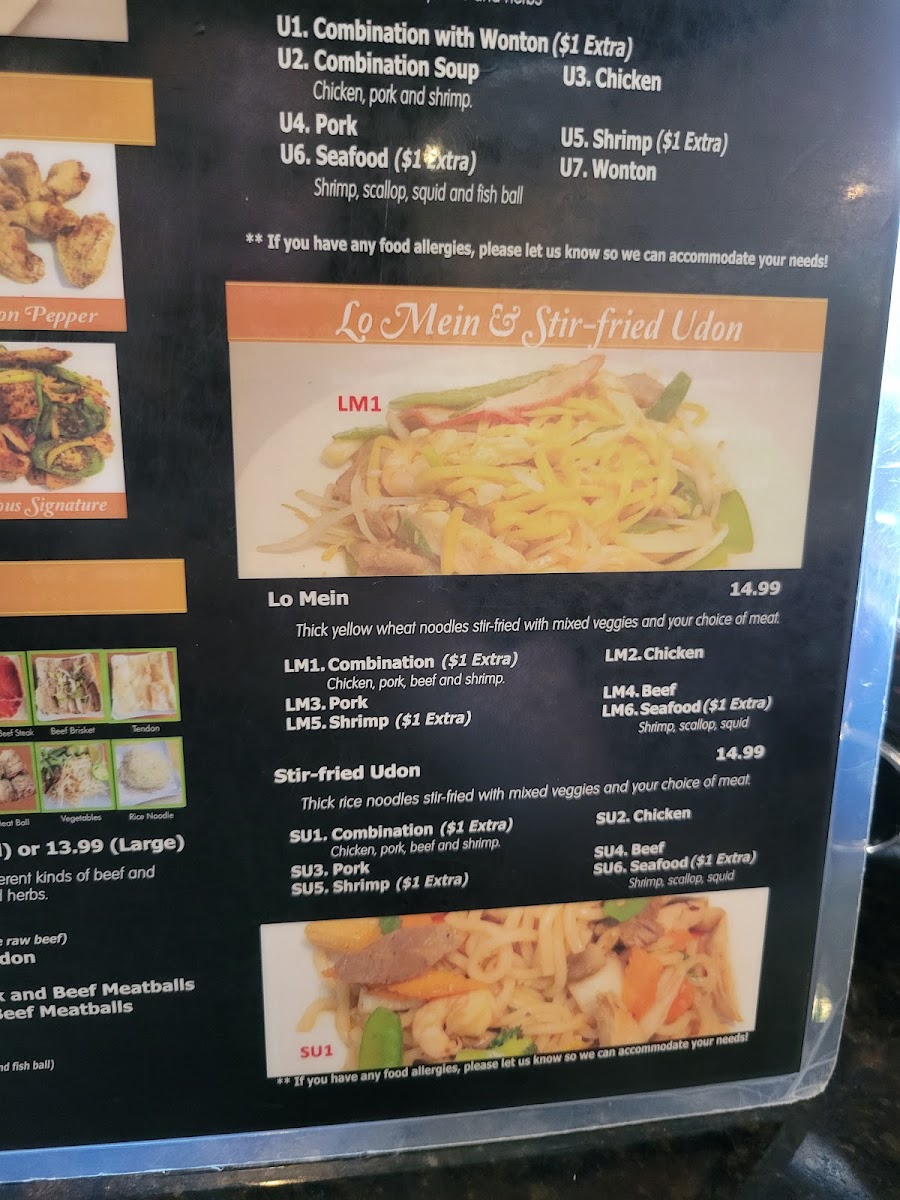 and herbs
U1. Combination with Wonton ($1 Extra)
U2. Combination Soup
U3. Chicken
Chicken, pork and shrimp.
U4. Pork
U5. Shrimp ($1 Extra)
U6. Seafood ($1 Extra)
U7. Wonton
Shrimp, scallop, squid and fish ball
** If you have any food allergies, please let us know so we can accommodate your needs!
Lo Mein & Stir-fried Udon
LM1
Lo Mein 14.99
Thick yellow wheat noodles stir-fried with mixed veggies and your choice of meat.
LM1. Combination ($1 Extra)
LM2. Chicken
Chicken, pork, beef and shrimp.
LM3. Pork
LM4. Beef
LM5. Shrimp ($1 Extra)
LM6. Seafood ($1 Extra)
Shrimp, scallop, squid
Stir-fried Udon 14.99
Thick rice noodles stir-fried with mixed veggies and your choice of meat.
SU1. Combination ($1 Extra)
SU2. Chicken
Chicken, pork, beef and shrimp.
SU3. Pork
SU4. Beef
SU5. Shrimp ($1 Extra)
SU6. Seafood ($1 Extra)
Shrimp, scallop, squid
SU1
** If you have any food allergies, please let us know so we can accommodate your needs!
on Pepper
ous Signature
Beef Steak
Beef Brisket
Tendon
eat Ball
Vegetables
Rice Noodle
) or 13.99 (Large)
erent kinds of beef and
herbs.
raw beef)
don
and Beef Meatballs
Beef Meatballs
nd fish ball)